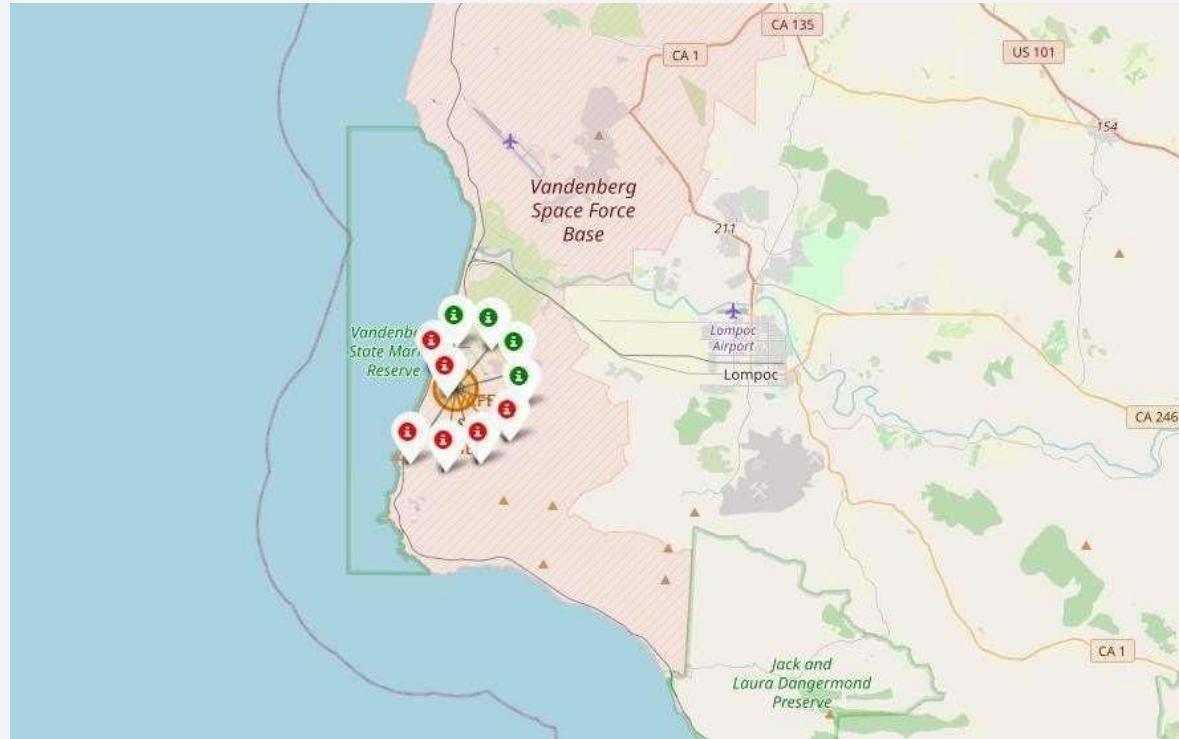 CA 135
US 101
CA 1
154
Vandenberg
Space Force
Base
211
Lompoc
Airport
Lompoc
State
Reserve
CA 246
CA 1
Jack and
Laura Dangermond
Preserve